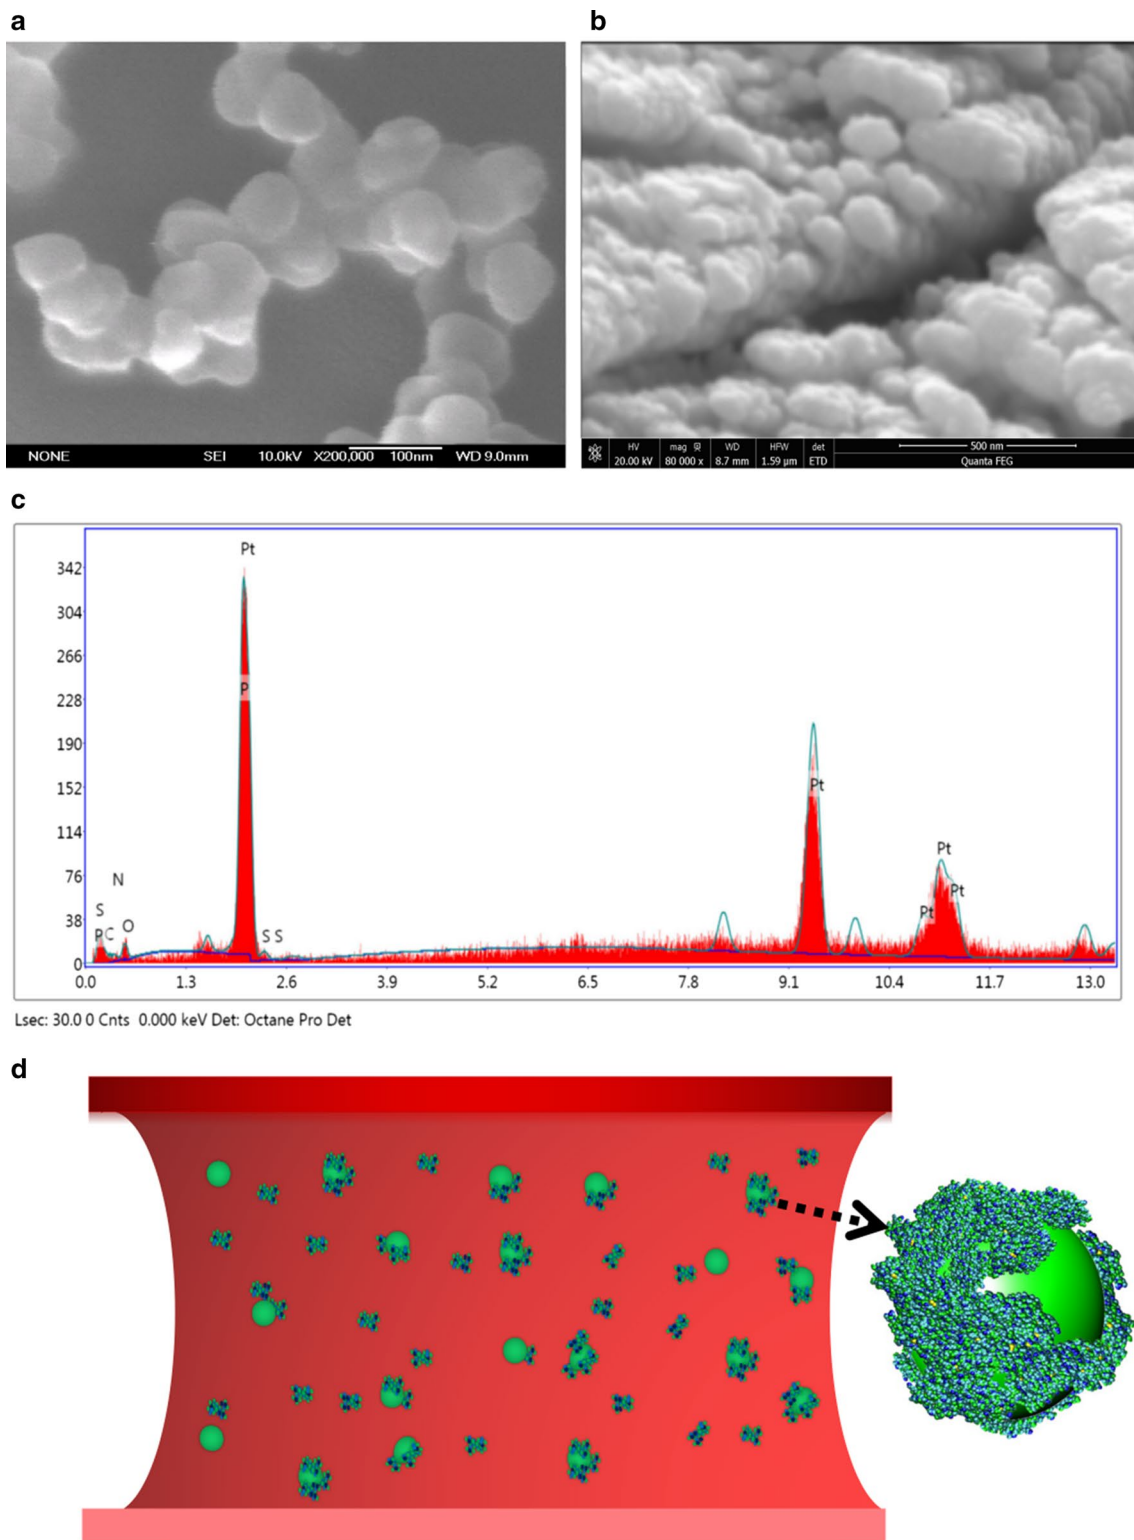 a
b
NONE SEI 10.0kV X200,000 100nm WD 9.0mm
HV mag WD HFW det 500 nm
20.00 kV 80 000 x 8.7 mm 1.59 µm ETD Quanta FEG
c
Pt
342
304
266
228
190
152
114
76
38
0
P
N
S
P C O
S S
Pt
Pt
Pt
Pt
0.0 1.3 2.6 3.9 5.2 6.5 7.8 9.1 10.4 11.7 13.0
Lsec: 30.0 0 Cnts 0.000 keV Det: Octane Pro Det
d